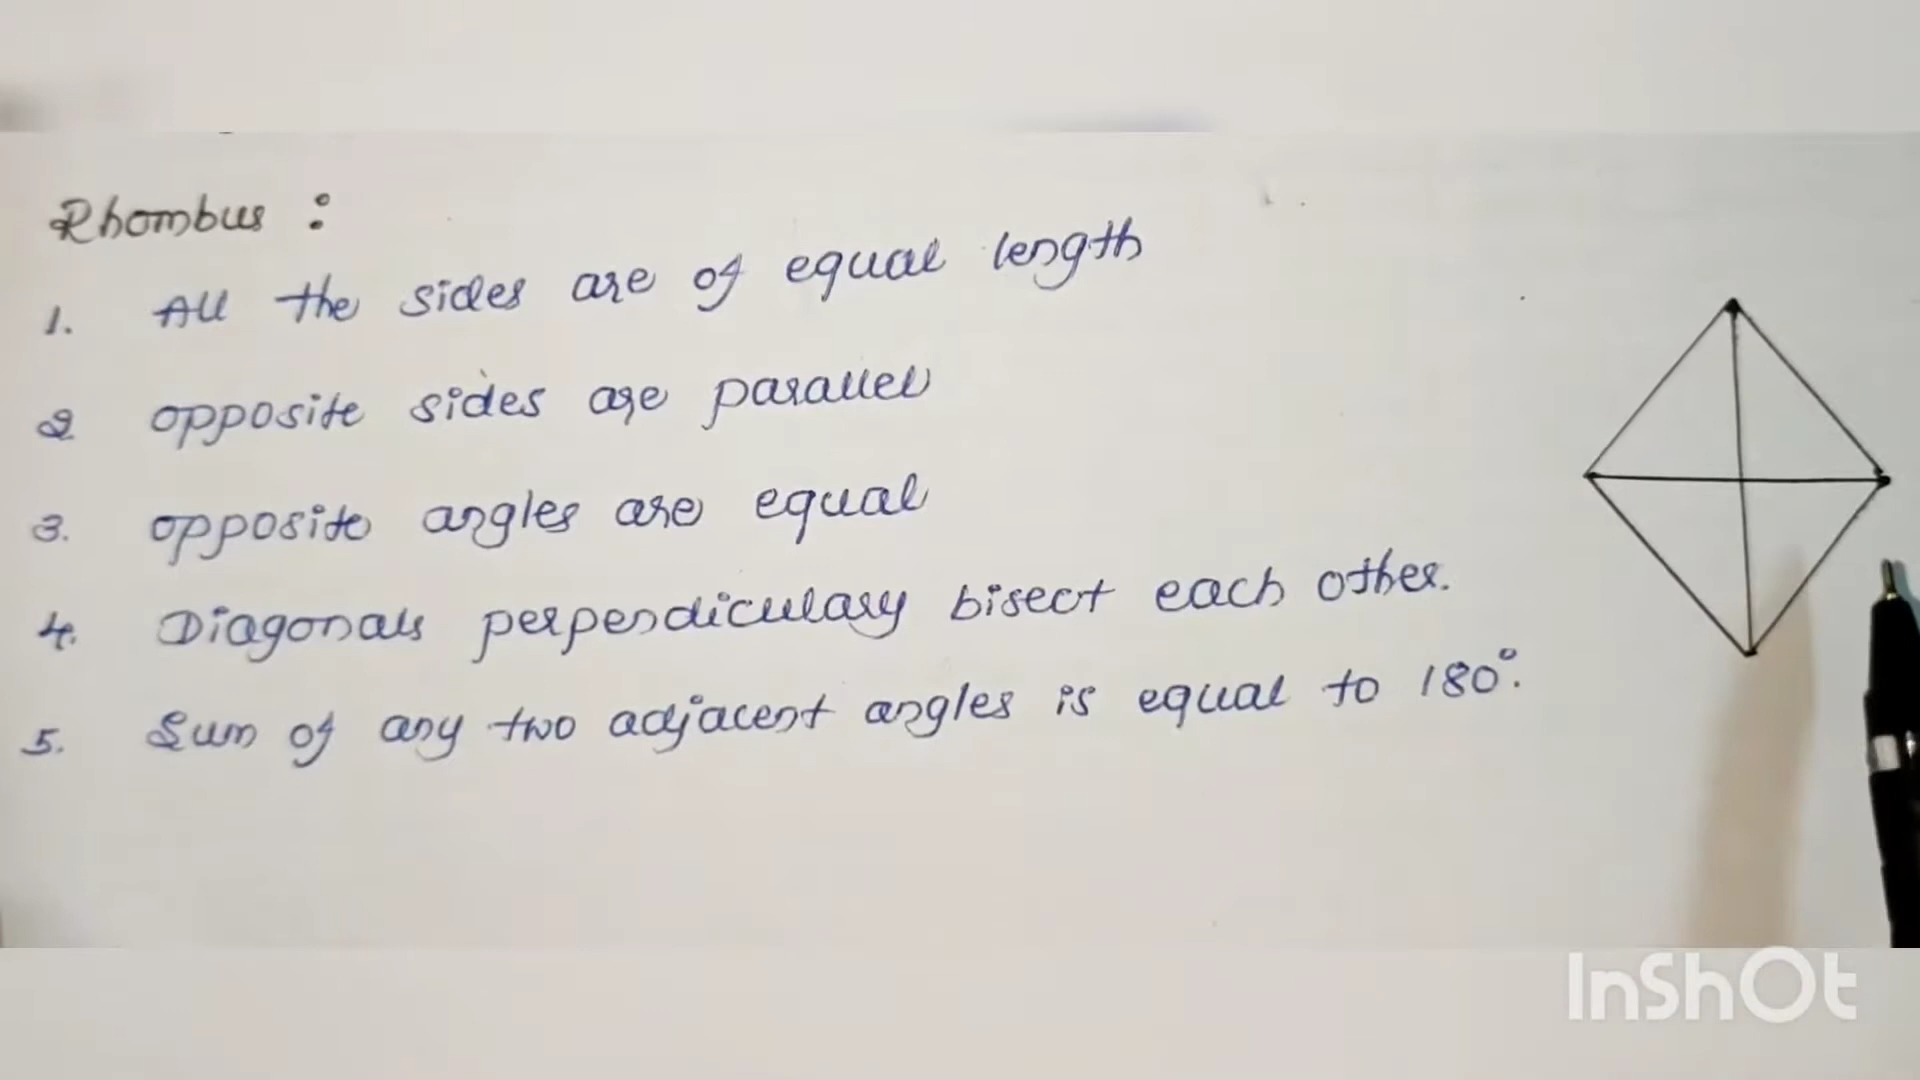 Rhombus :
1. All the sides are of equal length
2. opposite sides are parallel
3. opposite angles are equal
4. Diagonals perpendiculary bisect each other.
5. Sum of any two adjacent angles is equal to 180°.
InShOt